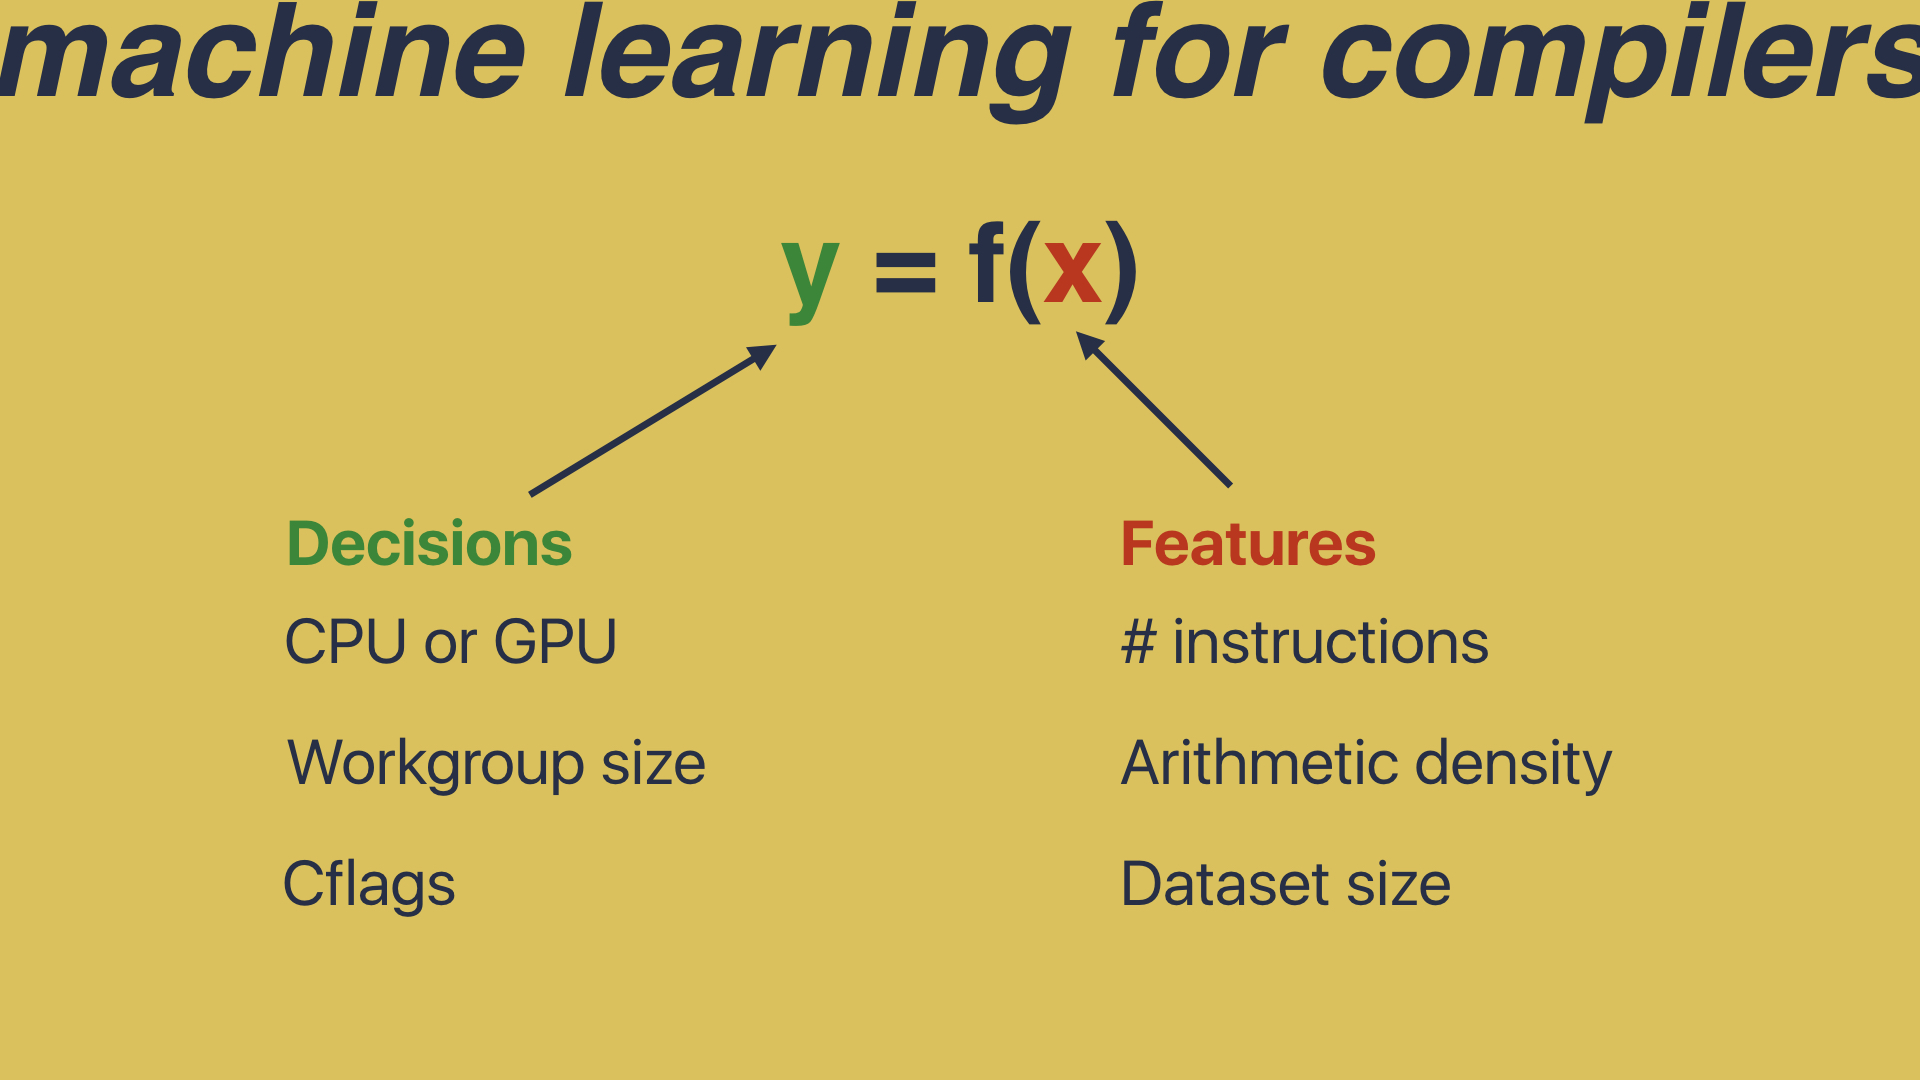 machine learning for compilers
y = f(x)
Decisions
CPU or GPU
Workgroup size
Cflags
Features
# instructions
Arithmetic density
Dataset size